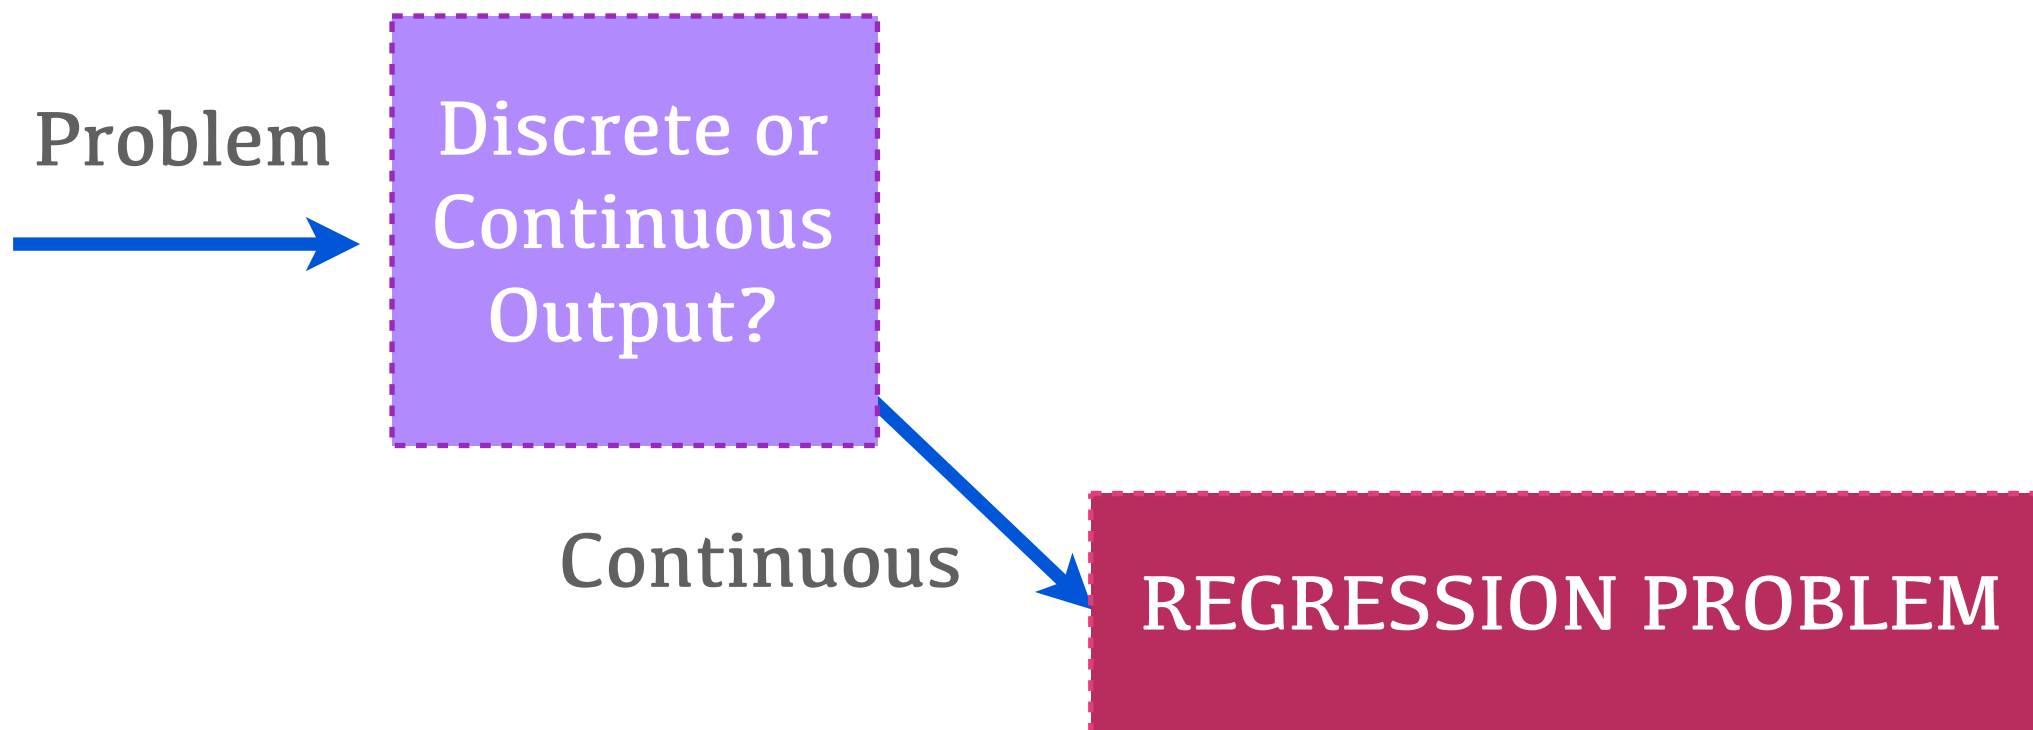 Problem
Discrete or
Continuous
Output?
Continuous
REGRESSION PROBLEM